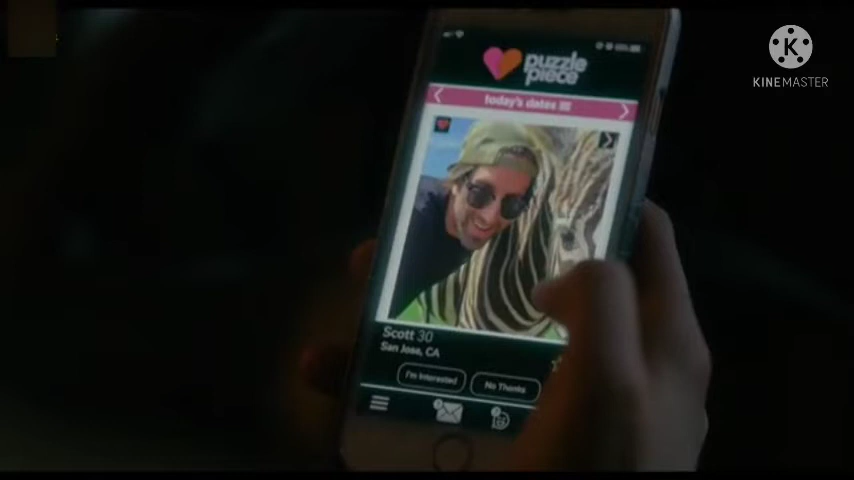 puzzle
piece
today's dates
Scott 30
San Jose, CA
I'm Interested
No Thanks
K
KINEMASTER